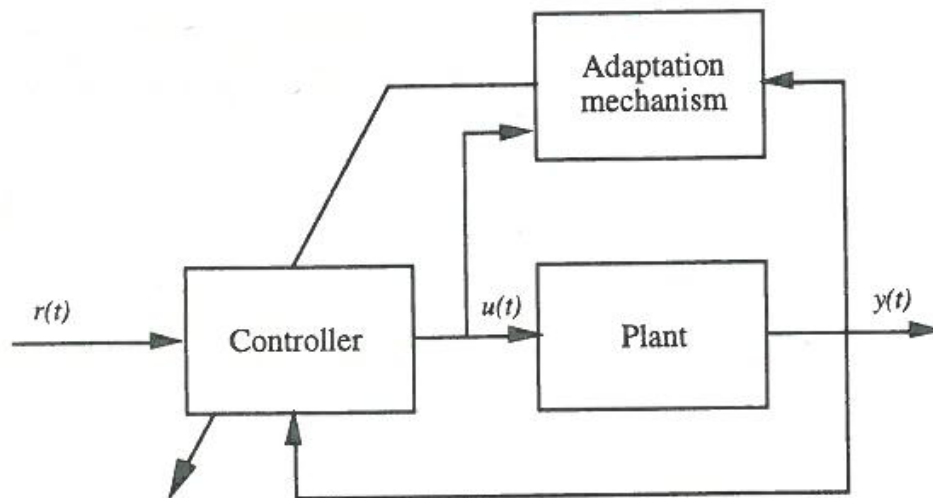 Adaptation
mechanism
r(t)
Controller
u(t)
Plant
y(t)